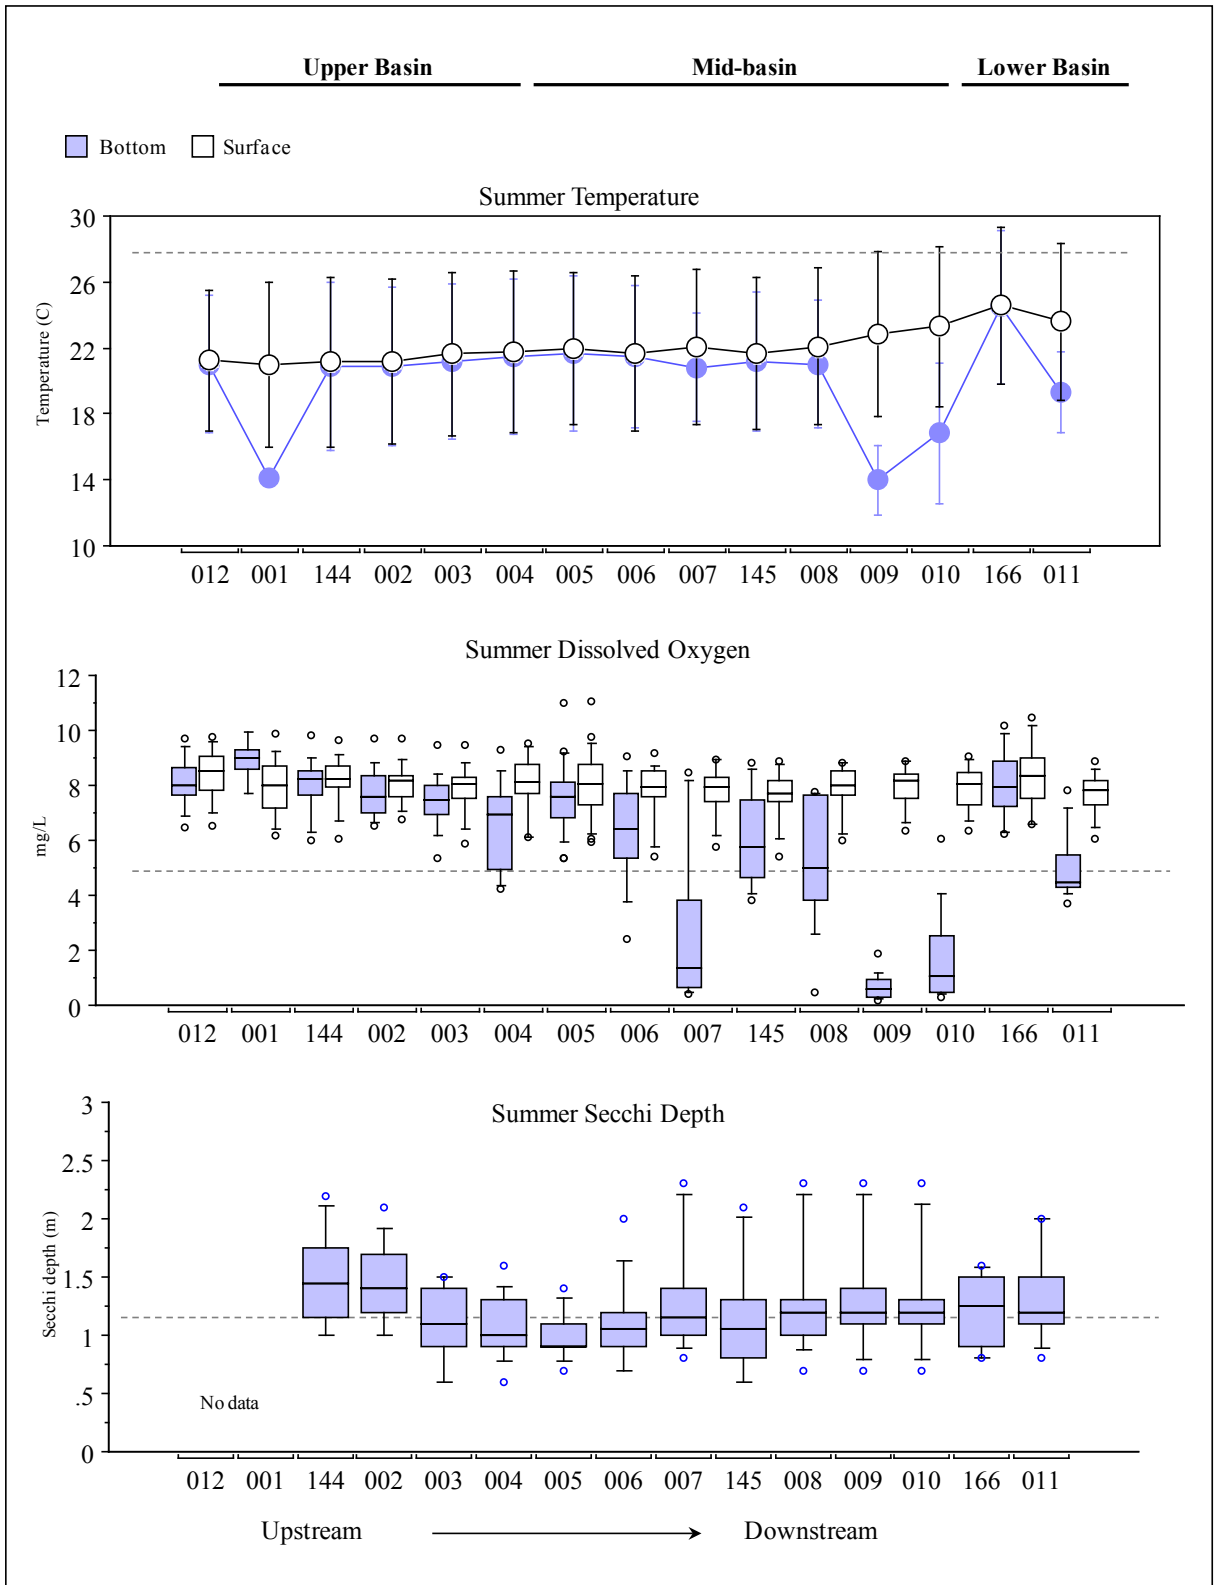 Upper Basin Mid-basin Lower Basin
Bottom Surface
Summer Temperature
30
26
22
18
14
10
Temperature (C)
012 001 144 002 003 004 005 006 007 145 008 009 010 166 011
Summer Dissolved Oxygen
12
10
8
6
4
2
0
mg/L
012 001 144 002 003 004 005 006 007 145 008 009 010 166 011
Summer Secchi Depth
3
2.5
2
1.5
1
.5
0
Secchi depth (m)
No data
012 001 144 002 003 004 005 006 007 145 008 009 010 166 011
Upstream Downstream